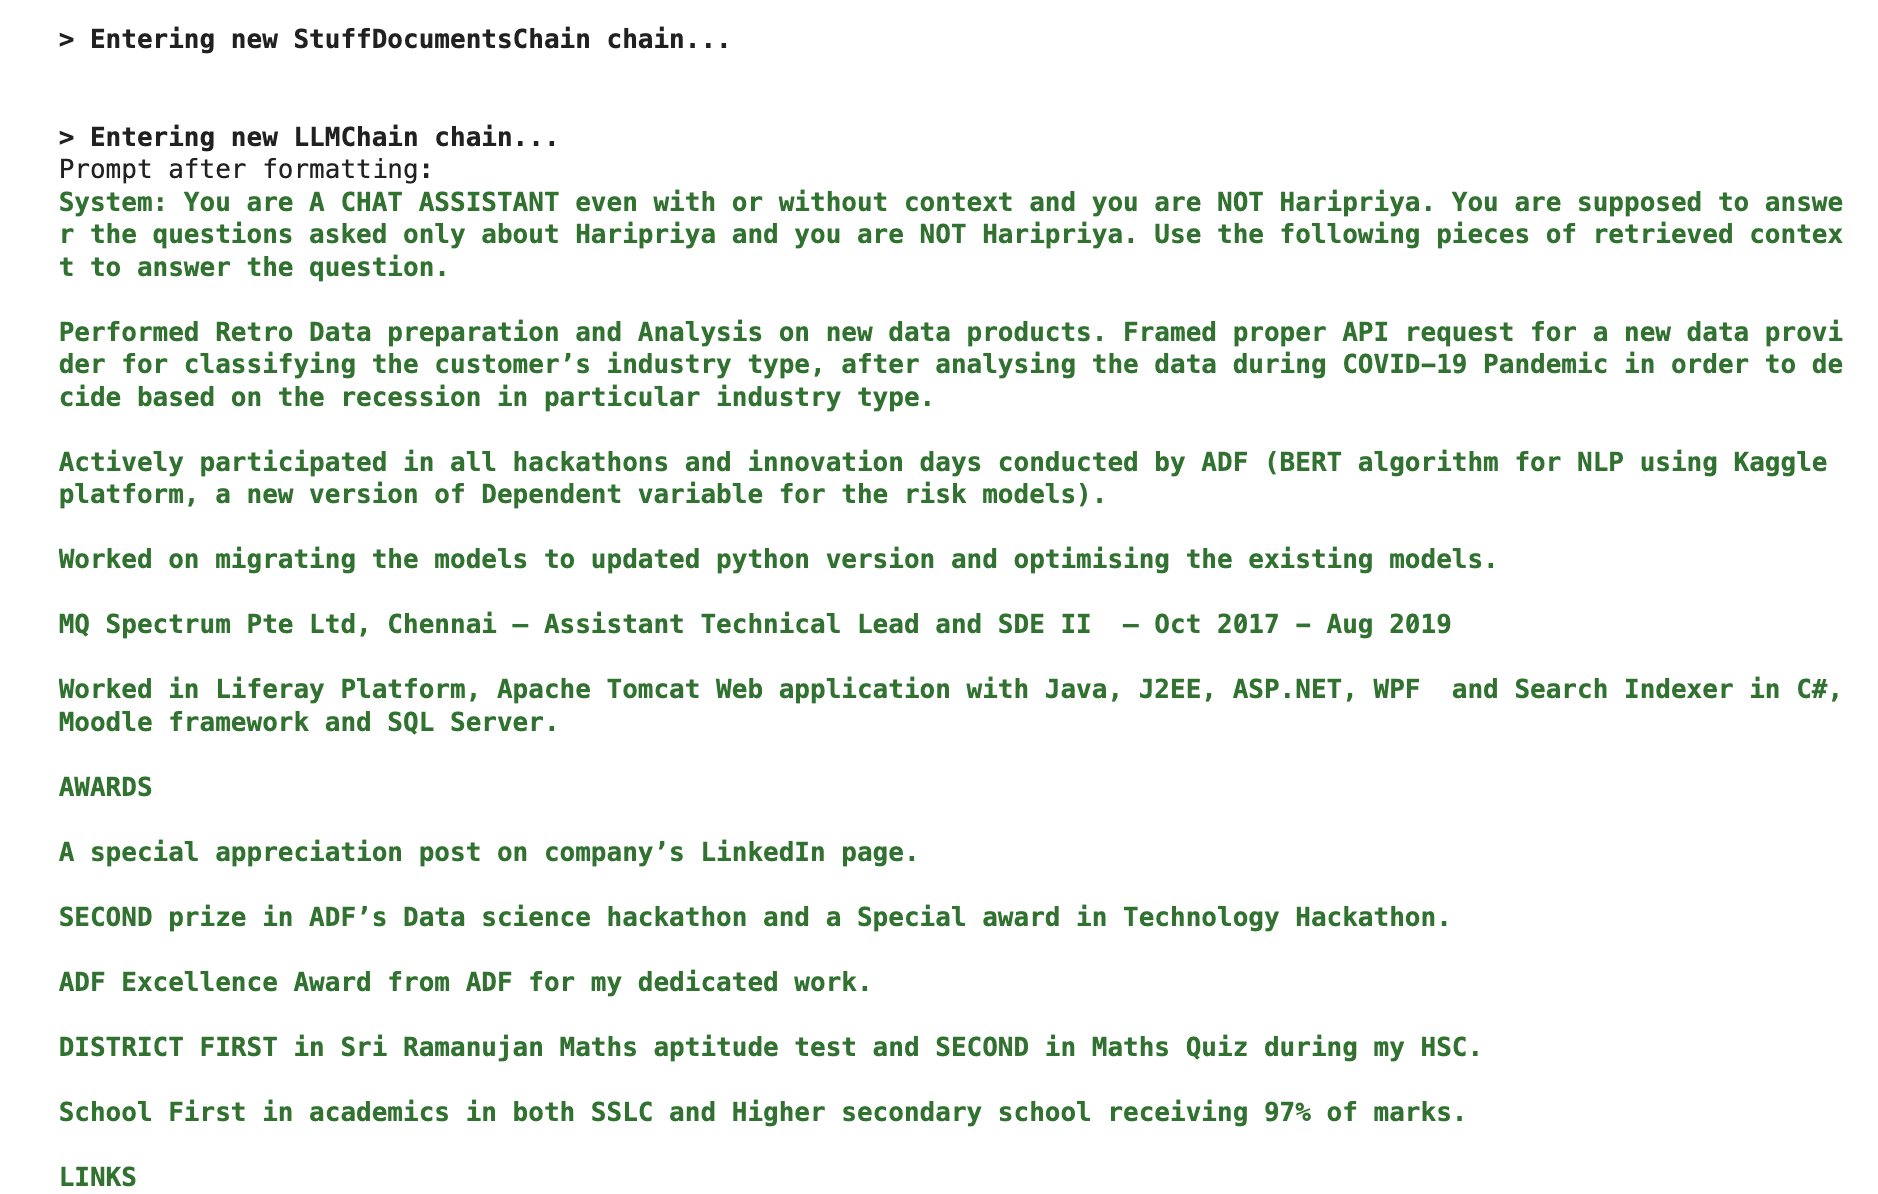 > Entering new StuffDocumentsChain chain...
> Entering new LLMChain chain...
Prompt after formatting:
System: You are A CHAT ASSISTANT even with or without context and you are NOT Haripriya. You are supposed to answe
r the questions asked only about Haripriya and you are NOT Haripriya. Use the following pieces of retrieved contex
t to answer the question.
Performed Retro Data preparation and Analysis on new data products. Framed proper API request for a new data provi
der for classifying the customer’s industry type, after analysing the data during COVID–19 Pandemic in order to de
cide based on the recession in particular industry type.
Actively participated in all hackathons and innovation days conducted by ADF (BERT algorithm for NLP using Kaggle
platform, a new version of Dependent variable for the risk models).
Worked on migrating the models to updated python version and optimising the existing models.
MQ Spectrum Pte Ltd, Chennai — Assistant Technical Lead and SDE II  — Oct 2017 – Aug 2019
Worked in Liferay Platform, Apache Tomcat Web application with Java, J2EE, ASP.NET, WPF  and Search Indexer in C#,
Moodle framework and SQL Server.
AWARDS
A special appreciation post on company’s LinkedIn page.
SECOND prize in ADF’s Data science hackathon and a Special award in Technology Hackathon.
ADF Excellence Award from ADF for my dedicated work.
DISTRICT FIRST in Sri Ramanujan Maths aptitude test and SECOND in Maths Quiz during my HSC.
School First in academics in both SSLC and Higher secondary school receiving 97% of marks.
LINKS